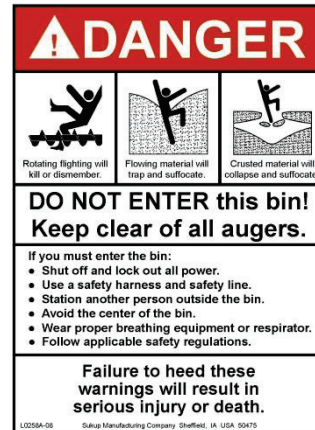 DANGER
Rotating flighting will
kill or dismember.
Flowing material will
trap and suffocate.
Crusted material will
collapse and suffocate.
DO NOT ENTER this bin!
Keep clear of all augers.
If you must enter the bin:
• Shut off and lock out all power.
• Use a safety harness and safety line.
• Station another person outside the bin.
• Avoid the center of the bin.
• Wear proper breathing equipment or respirator.
• Follow applicable safety regulations.
Failure to heed these
warnings will result in
serious injury or death.
L0258A-08 Sukup Manufacturing Company Sheffield, IA USA 50475